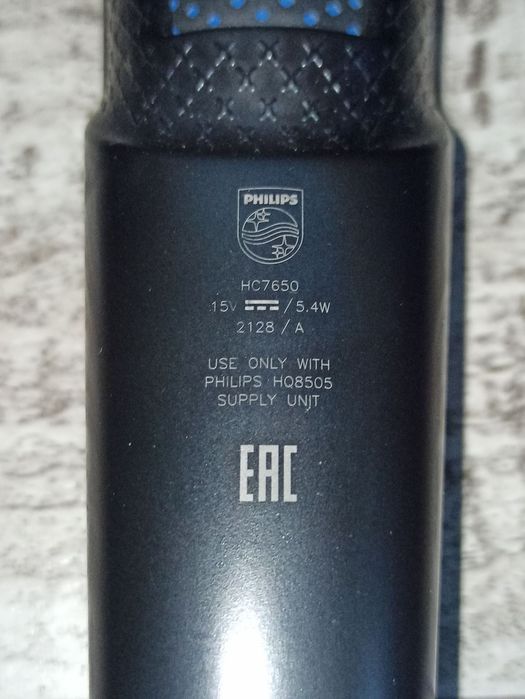 PHILIPS
HC7650
15V ⎓ / 5.4W
2128 / A
USE ONLY WITH
PHILIPS HQ8505
SUPPLY UNIT
EAC